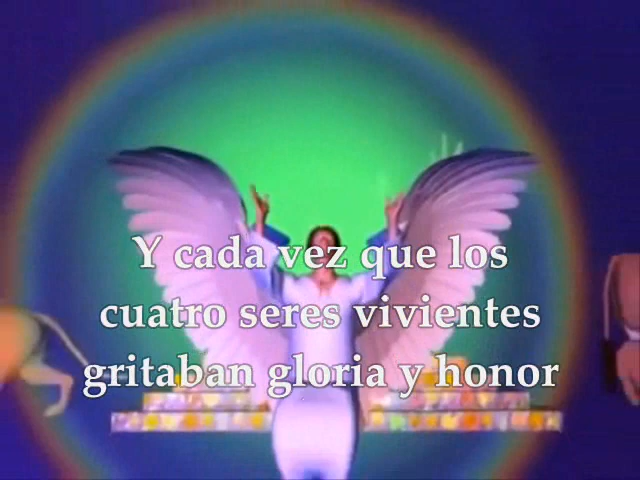 Y cada vez que los
cuatro seres vivientes
gritaban gloria y honor